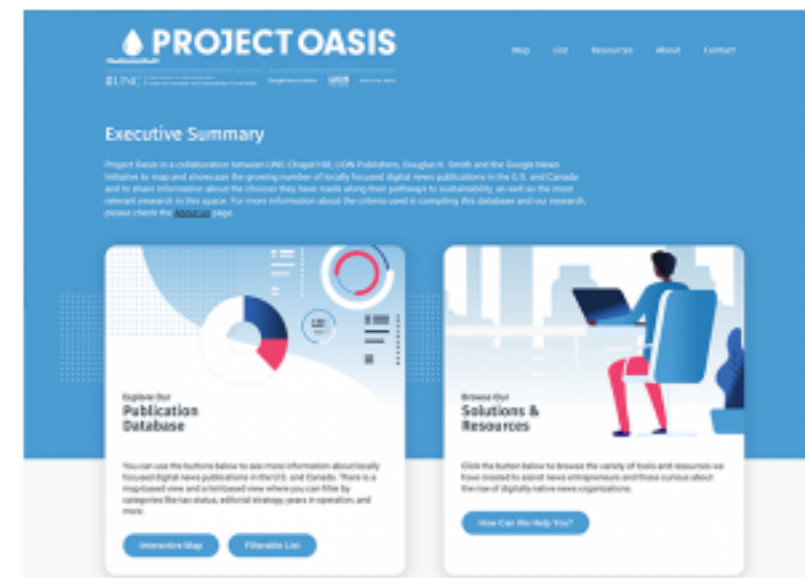 PROJECT OASIS
Map List Resources About Contact
UNC
Executive Summary
Project Oasis is a collaboration between UNC-Chapel Hill, LION Publishers, Douglas K. Smith and the Google News
Initiative to map and showcase the growing number of locally focused digital news publications in the U.S. and Canada
and to share information about the choices they have made along their pathways to sustainability, as well as the most
relevant research in this space. For more information about the criteria used in compiling this database and our research,
please check the About us page.
Explore Our
Publication
Database
You can use the buttons below to see more information about locally
focused digital news publications in the U.S. and Canada. There is a
map-based view and a list-based view where you can filter by
categories like tax status, editorial strategy, years in operation, and
more.
Interactive Map Filterable List
Browse Our
Solutions &
Resources
Click the button below to browse the variety of tools and resources we
have created to assist news entrepreneurs and those curious about
the rise of digitally native news organizations.
How Can We Help You?